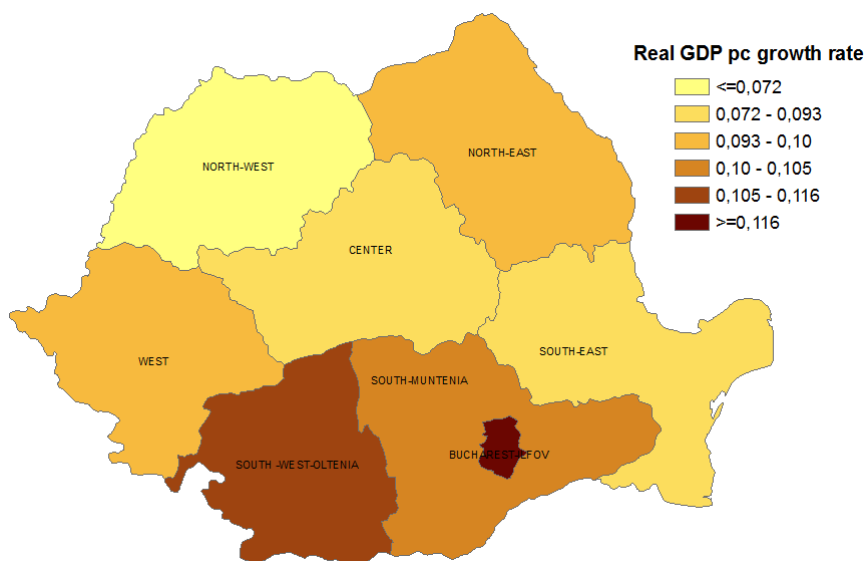 Real GDP pc growth rate
<=0,072
0,072 - 0,093
0,093 - 0,10
0,10 - 0,105
0,105 - 0,116
>=0,116
NORTH-WEST
NORTH-EAST
CENTER
WEST
SOUTH-EAST
SOUTH-MUNTENIA
BUCHAREST-ILFOV
SOUTH -WEST-OLTENIA